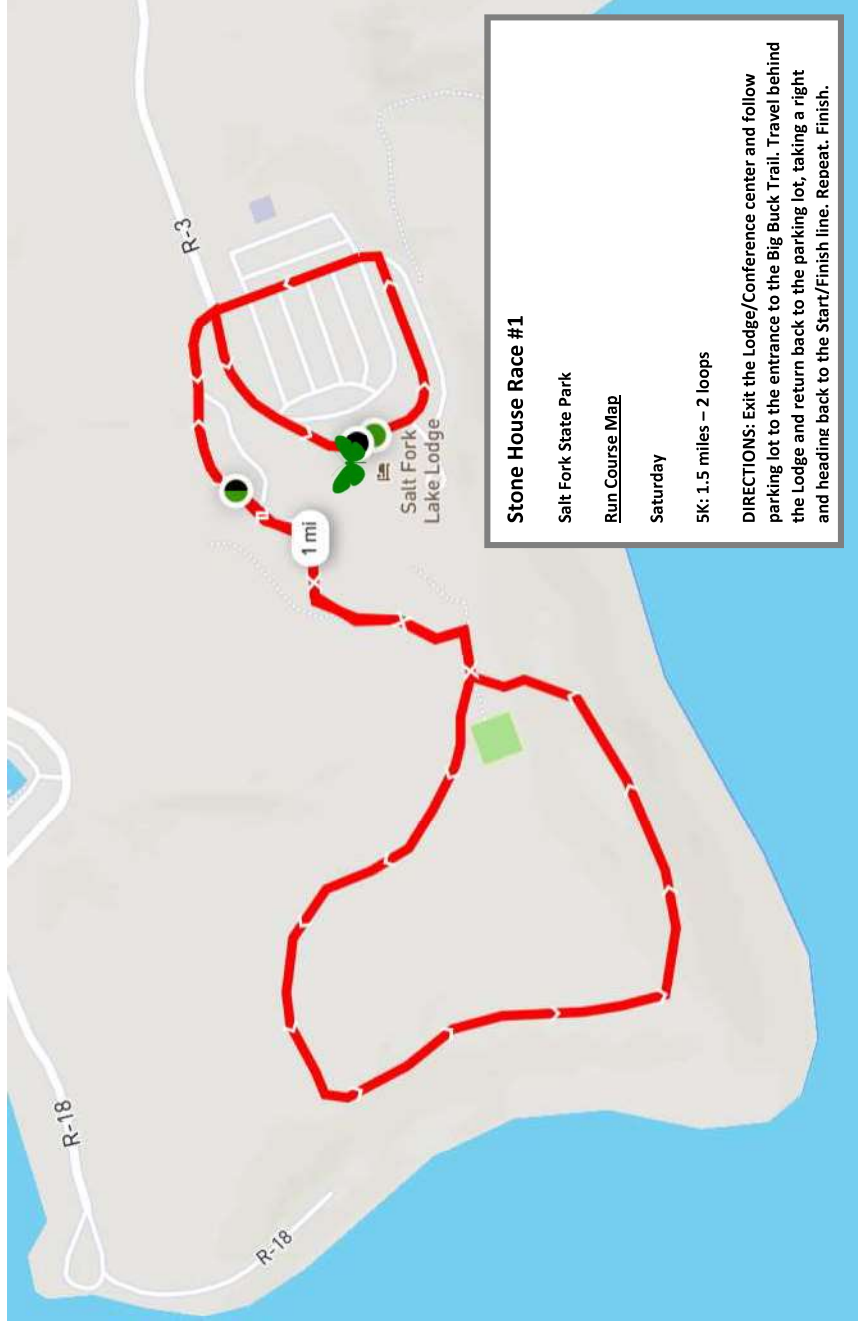 R-18
R-18
R-3
1 mi
Salt Fork
Lake Lodge
Stone House Race #1
Salt Fork State Park
Run Course Map
Saturday
5K: 1.5 miles – 2 loops
DIRECTIONS: Exit the Lodge/Conference center and follow
parking lot to the entrance to the Big Buck Trail. Travel behind
the Lodge and return back to the parking lot, taking a right
and heading back to the Start/Finish line. Repeat. Finish.